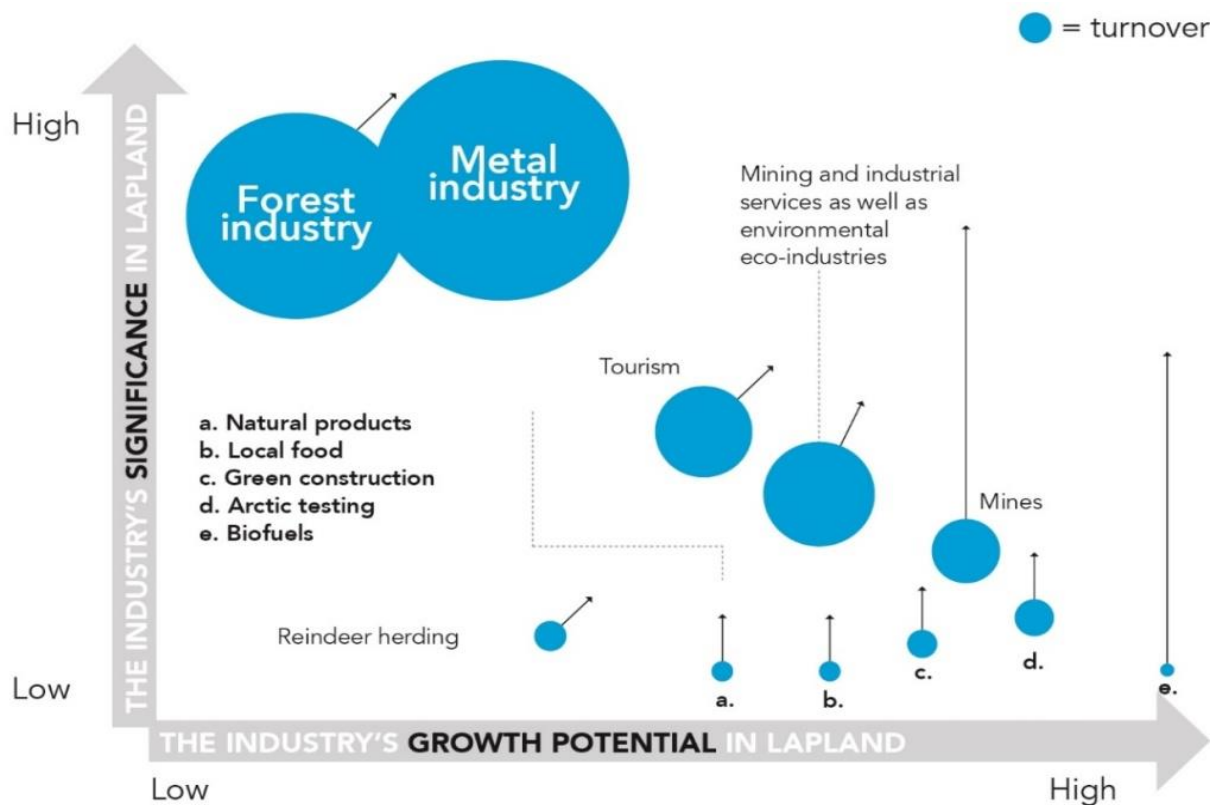 = turnover
High
THE INDUSTRY'S SIGNIFICANCE IN LAPLAND
Forest
industry
Metal
industry
Mining and industrial
services as well as
environmental
eco-industries
Tourism
a. Natural products
b. Local food
c. Green construction
d. Arctic testing
e. Biofuels
Mines
Reindeer herding
a.
b.
c.
d.
e.
Low
THE INDUSTRY'S GROWTH POTENTIAL IN LAPLAND
Low
High